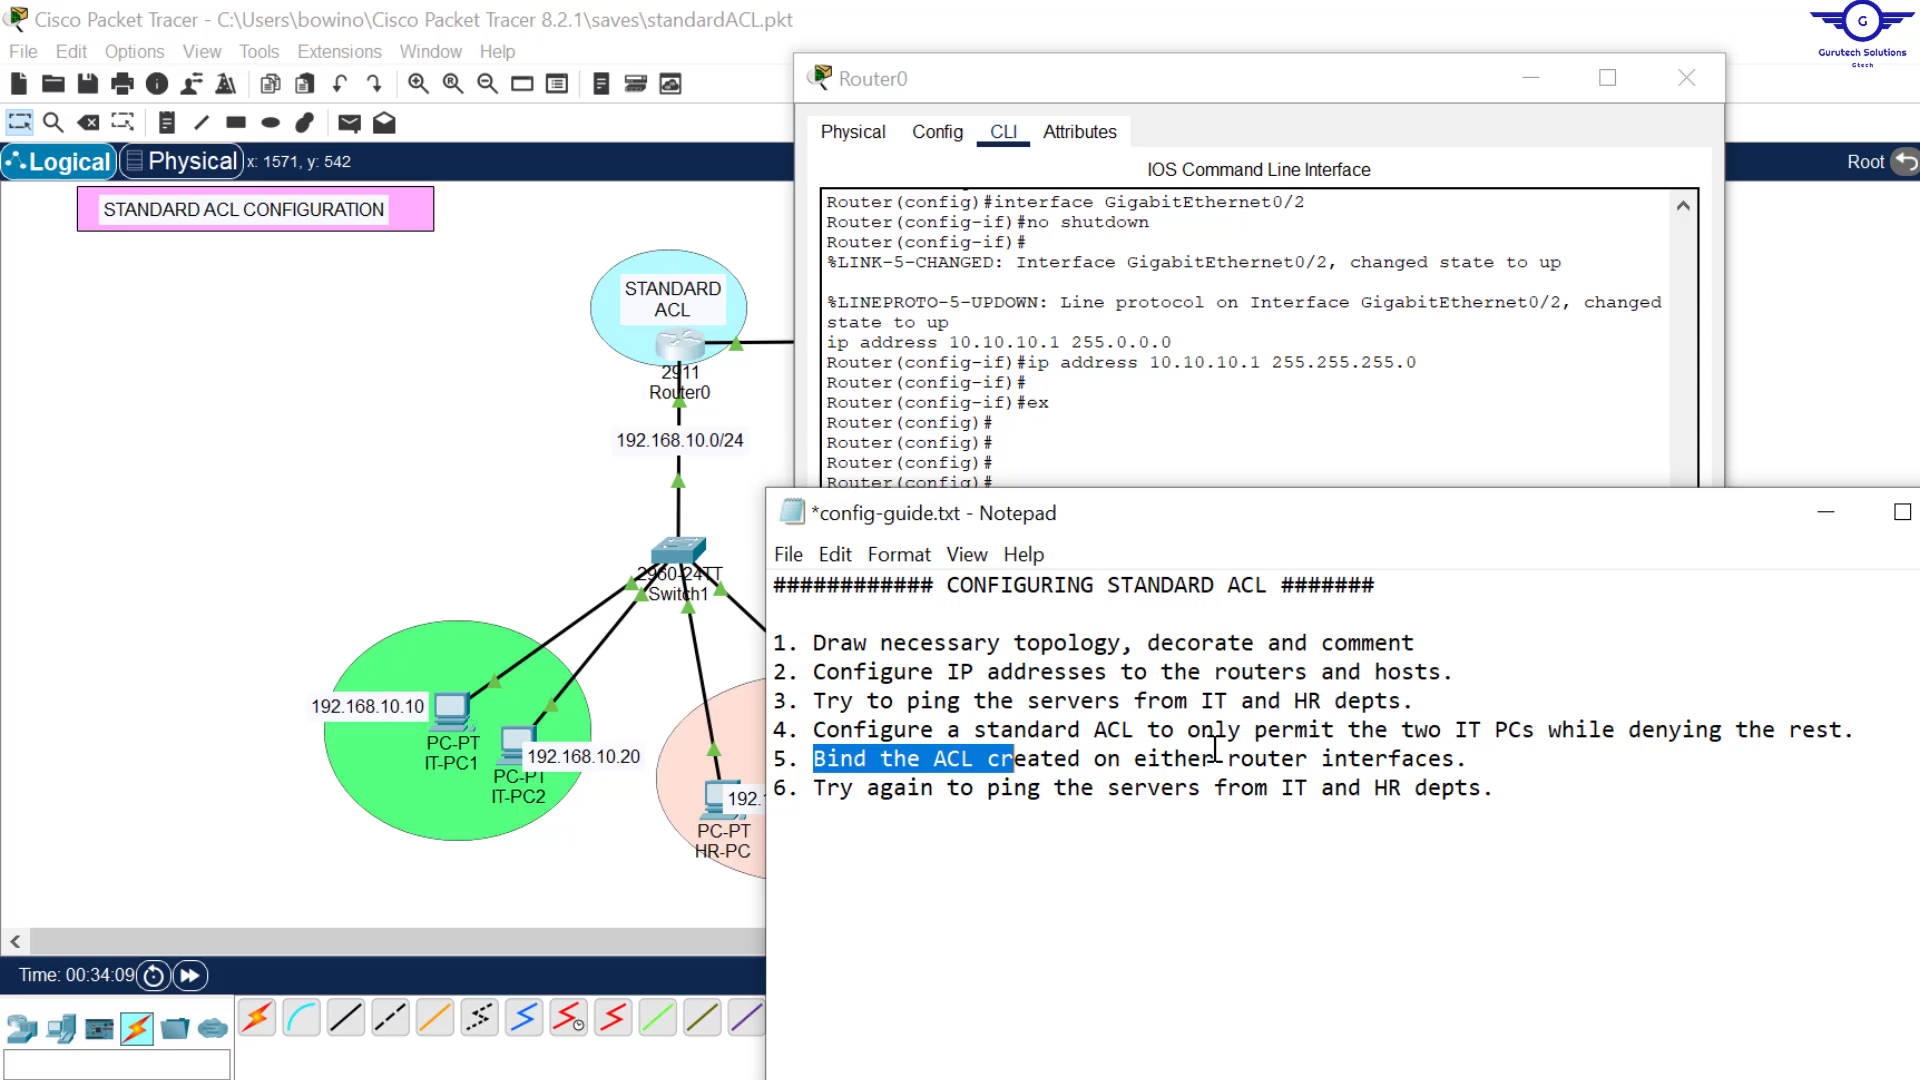 Cisco Packet Tracer - C:\Users\bowino\Cisco Packet Tracer 8.2.1\saves\standardACL.pkt
File Edit Options View Tools Extensions Window Help
G
Gurutech Solutions
Gtech
Logical
Physical
x: 1571, y: 542
Root
STANDARD ACL CONFIGURATION
STANDARD
ACL
2911
Router0
192.168.10.0/24
2960-24TT
Switch1
192.168.10.10
PC-PT
IT-PC1
192.168.10.20
PC-PT
IT-PC2
192.1
PC-PT
HR-PC
Time: 00:34:09
Router0
Physical Config CLI Attributes
IOS Command Line Interface
Router(config)#interface GigabitEthernet0/2
Router(config-if)#no shutdown
Router(config-if)#
%LINK-5-CHANGED: Interface GigabitEthernet0/2, changed state to up
%LINEPROTO-5-UPDOWN: Line protocol on Interface GigabitEthernet0/2, changed
state to up
ip address 10.10.10.1 255.0.0.0
Router(config-if)#ip address 10.10.10.1 255.255.255.0
Router(config-if)#
Router(config-if)#ex
Router(config)#
Router(config)#
Router(config)#
Router(config)#
*config-guide.txt - Notepad
File Edit Format View Help
############ CONFIGURING STANDARD ACL #######
1. Draw necessary topology, decorate and comment
2. Configure IP addresses to the routers and hosts.
3. Try to ping the servers from IT and HR depts.
4. Configure a standard ACL to only permit the two IT PCs while denying the rest.
5. Bind the ACL created on either router interfaces.
6. Try again to ping the servers from IT and HR depts.